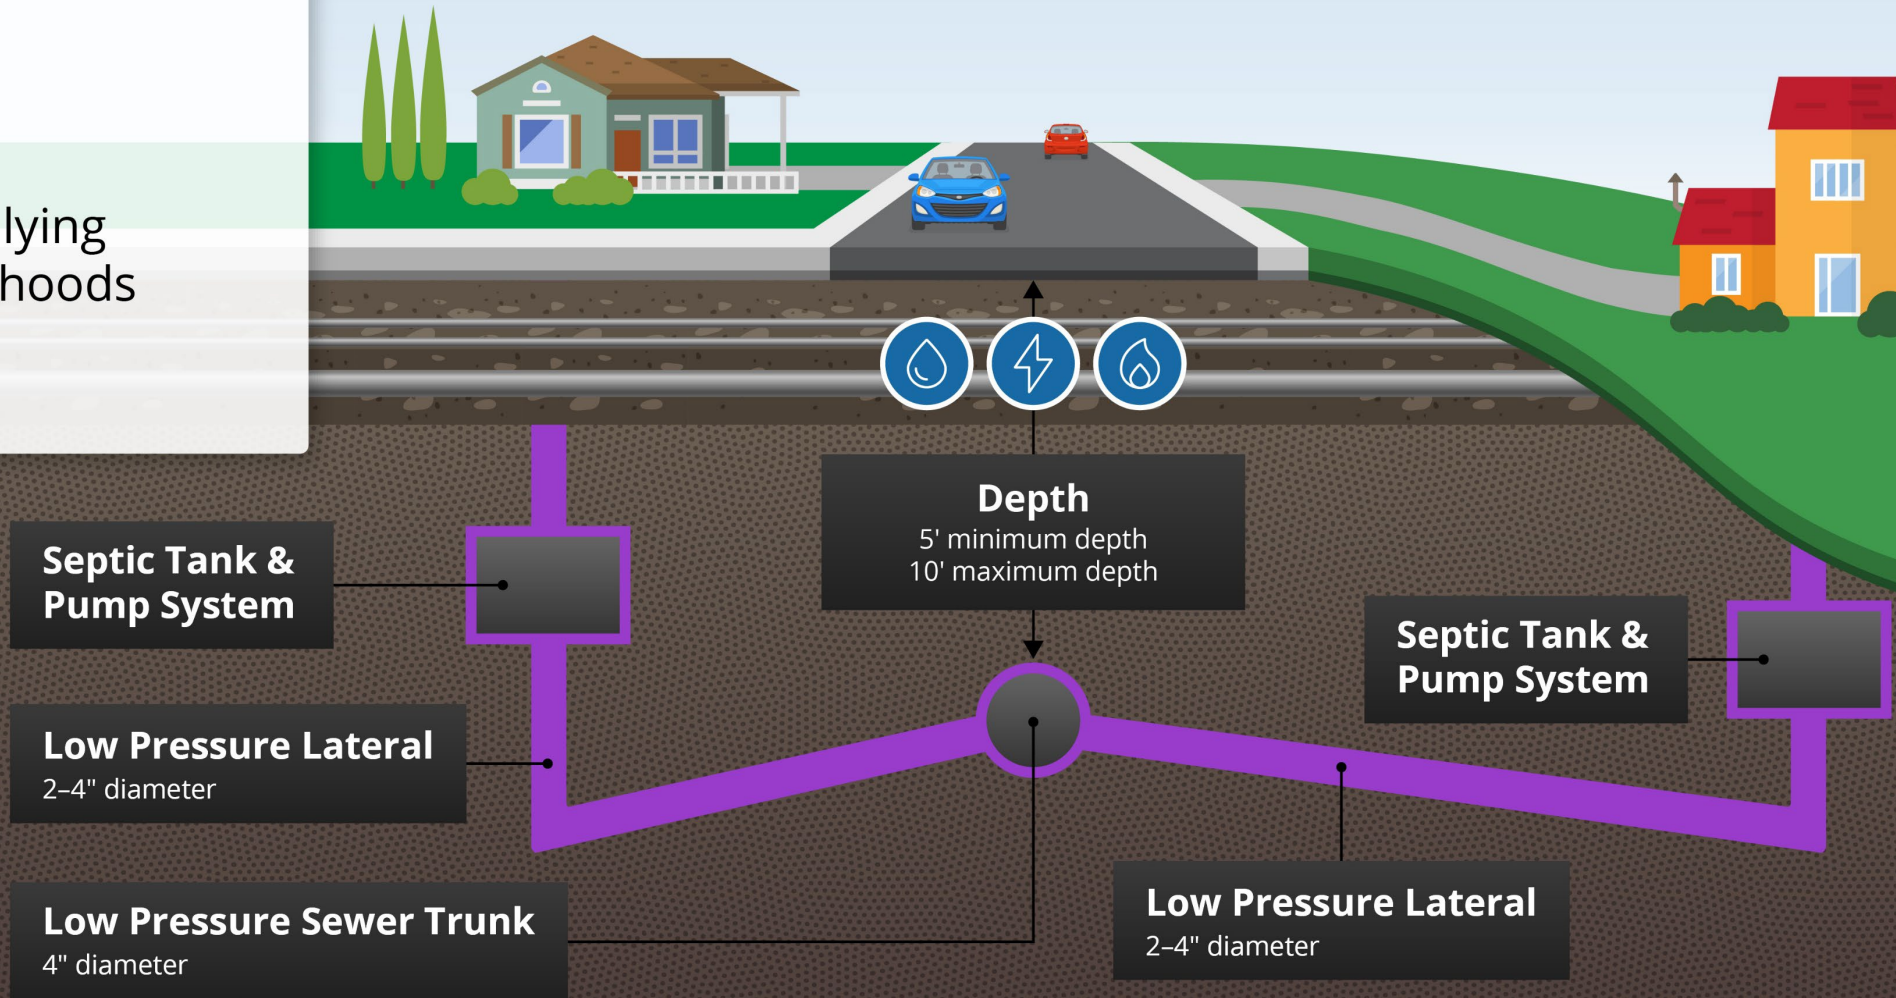 lying
hoods
Depth
5' minimum depth
10' maximum depth
Septic Tank &
Pump System
Septic Tank &
Pump System
Low Pressure Lateral
2–4" diameter
Low Pressure Lateral
2–4" diameter
Low Pressure Sewer Trunk
4" diameter